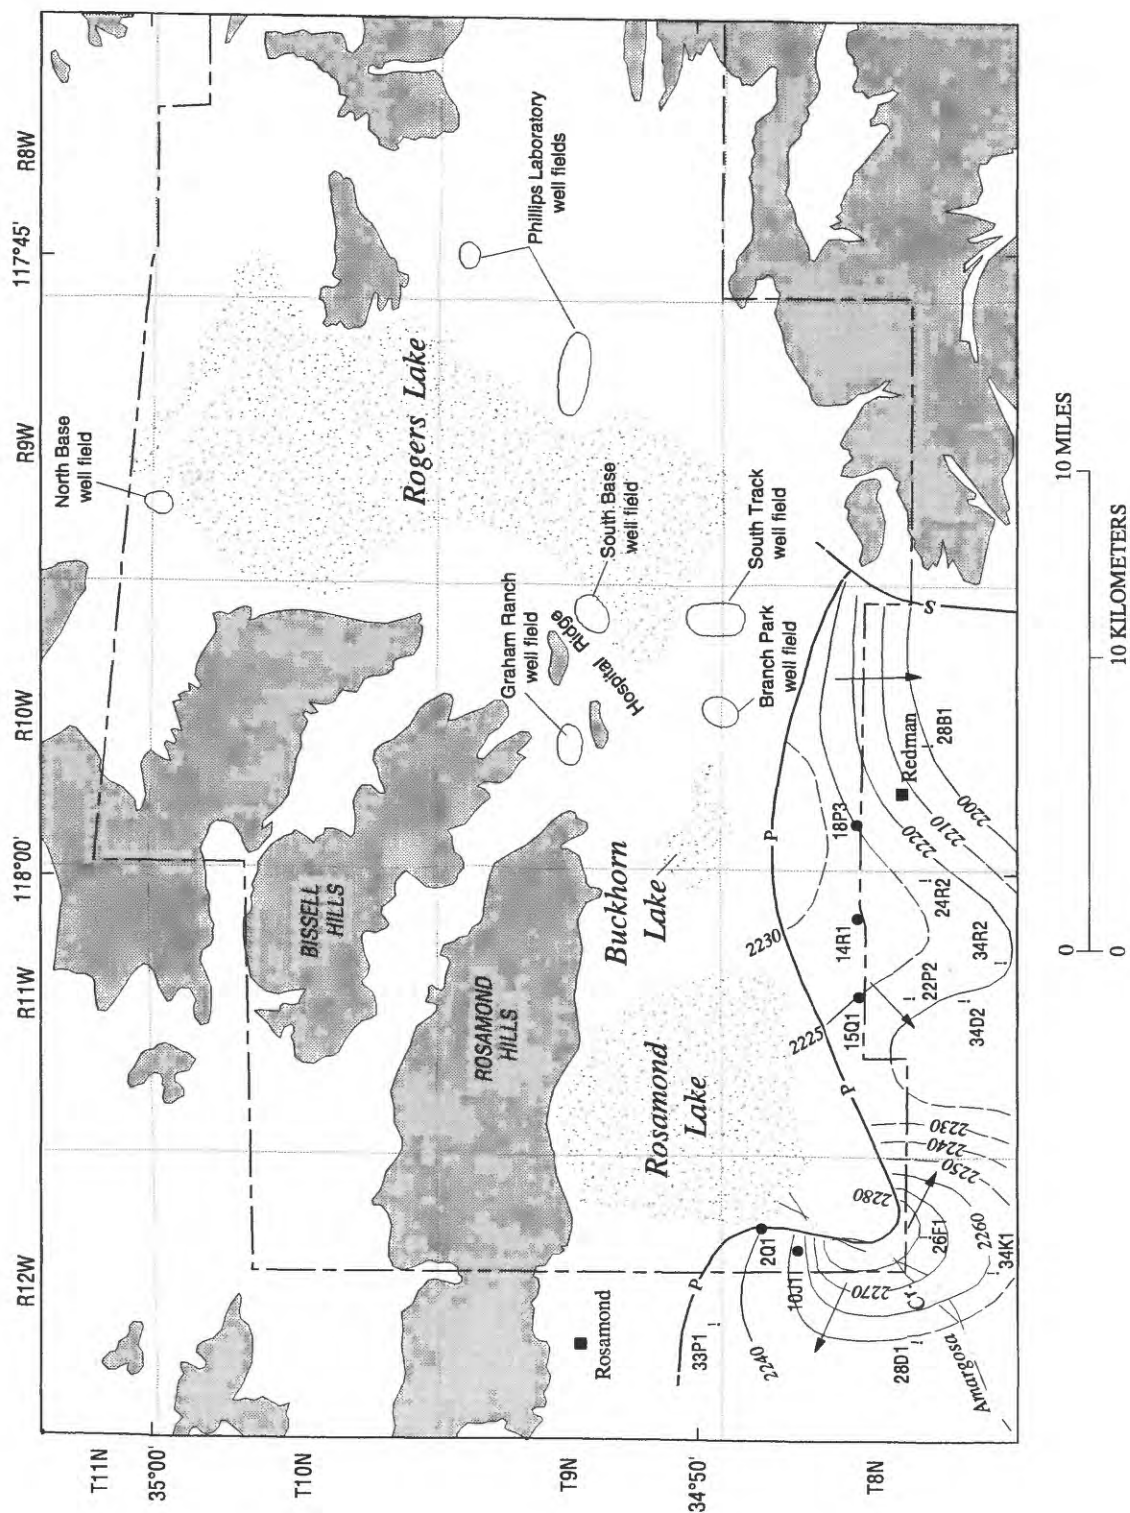 R12W
R11W
118°00'
R10W
R9W
117°45'
R8W
T11N
35°00'
T10N
T9N
34°50'
T8N
North Base
well field
BISSELL
HILLS
ROSAMOND
HILLS
Rogers Lake
Phillips Laboratory
well fields
Graham Ranch
well field
Hospital Ridge
South Base
well field
South Track
well field
Branch Park
well field
Buckhorn
Lake
Rosamond
Lake
Rosamond
Redman
P
P
P
S
33P1
2Q1
10J1
2240
28D1
2270
2280
26F1
2260
34K1
Amargosa
Cr.
2250
2240
2230
2225
2230
15Q1
14R1
18P3
22P2
34D2
34R2
24R2
28B1
2220
2210
2200
0
10 MILES
0
10 KILOMETERS